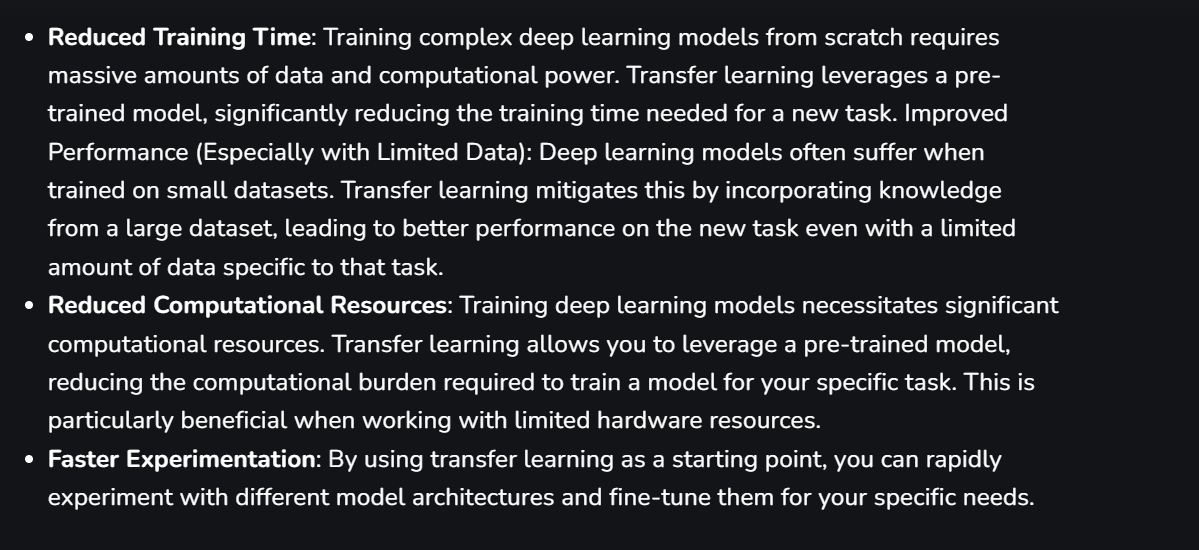 • Reduced Training Time: Training complex deep learning models from scratch requires
massive amounts of data and computational power. Transfer learning leverages a pre-
trained model, significantly reducing the training time needed for a new task. Improved
Performance (Especially with Limited Data): Deep learning models often suffer when
trained on small datasets. Transfer learning mitigates this by incorporating knowledge
from a large dataset, leading to better performance on the new task even with a limited
amount of data specific to that task.
• Reduced Computational Resources: Training deep learning models necessitates significant
computational resources. Transfer learning allows you to leverage a pre-trained model,
reducing the computational burden required to train a model for your specific task. This is
particularly beneficial when working with limited hardware resources.
• Faster Experimentation: By using transfer learning as a starting point, you can rapidly
experiment with different model architectures and fine-tune them for your specific needs.